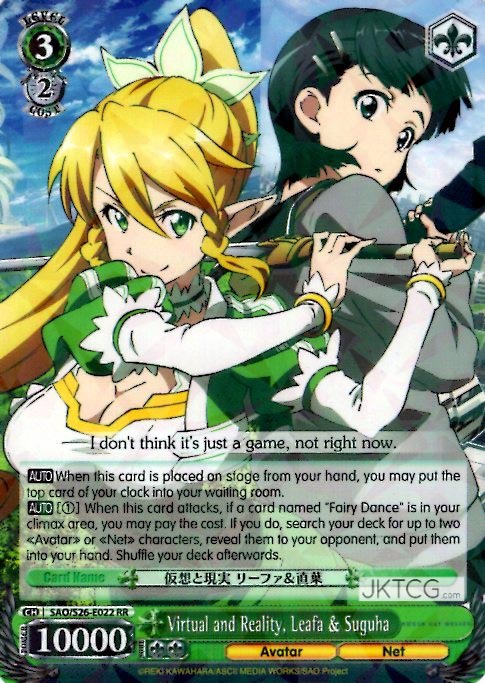 LEVEL
3
2
COST
I don't think it's just a game, not right now.
AUTO When this card is placed on stage from your hand, you may put the
top card of your clock into your waiting room.
AUTO [①] When this card attacks, if a card named "Fairy Dance" is in your
climax area, you may pay the cost. If you do, search your deck for up to two
«Avatar» or «Net» characters, reveal them to your opponent, and put them
into your hand. Shuffle your deck afterwards.
Card Name
仮想と現実 リーファ&直葉
JKTCG.com
CH SAO/S26-E022 RR
POWER
10000
Virtual and Reality, Leafa & Suguha
Avatar
Net
©REKI KAWAHARA/ASCII MEDIA WORKS/SAO Project